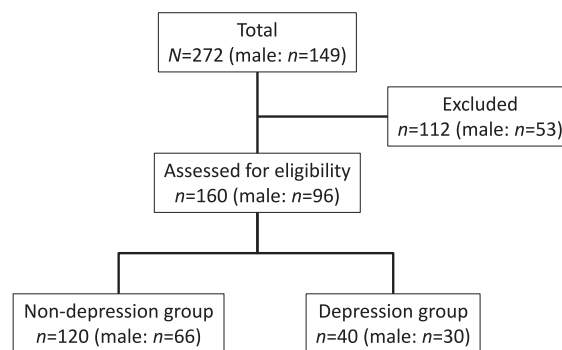 Total
N=272 (male: n=149)
Excluded
n=112 (male: n=53)
Assessed for eligibility
n=160 (male: n=96)
Non-depression group
n=120 (male: n=66)
Depression group
n=40 (male: n=30)